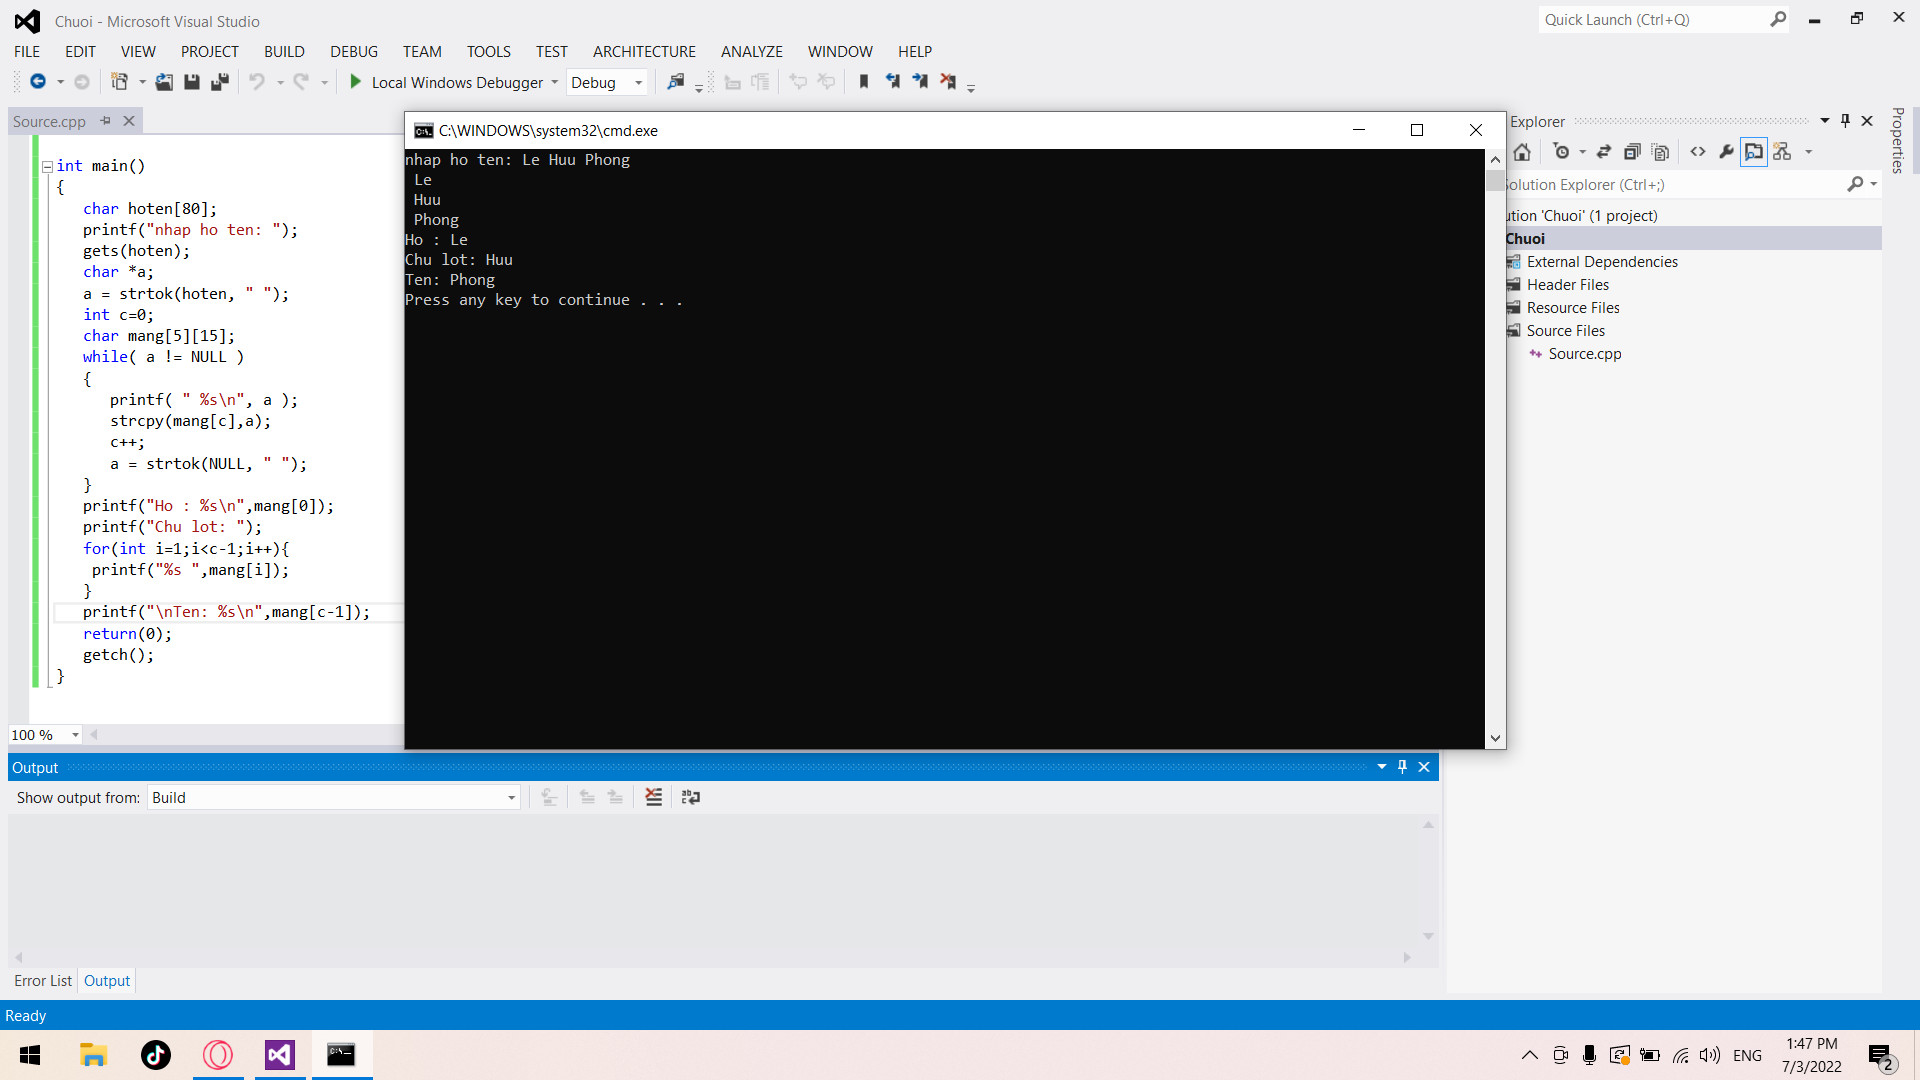 Chuoi - Microsoft Visual Studio
Quick Launch (Ctrl+Q)
FILE EDIT VIEW PROJECT BUILD DEBUG TEAM TOOLS TEST ARCHITECTURE ANALYZE WINDOW HELP
Local Windows Debugger Debug
Source.cpp
int main()
{
char hoten[80];
printf("nhap ho ten: ");
gets(hoten);
char *a;
a = strtok(hoten, " ");
int c=0;
char mang[5][15];
while( a != NULL )
{
printf( " %s\n", a );
strcpy(mang[c],a);
c++;
a = strtok(NULL, " ");
}
printf("Ho : %s\n",mang[0]);
printf("Chu lot: ");
for(int i=1;i<c-1;i++){
printf("%s ",mang[i]);
}
printf("\nTen: %s\n",mang[c-1]);
return(0);
getch();
}
100 %
C:\WINDOWS\system32\cmd.exe
nhap ho ten: Le Huu Phong
Le
Huu
Phong
Ho : Le
Chu lot: Huu
Ten: Phong
Press any key to continue . . .
Explorer
Solution Explorer (Ctrl+;)
ution 'Chuoi' (1 project)
Chuoi
External Dependencies
Header Files
Resource Files
Source Files
Source.cpp
Properties
Output
Show output from: Build
Error List Output
Ready
ENG
1:47 PM
7/3/2022
2